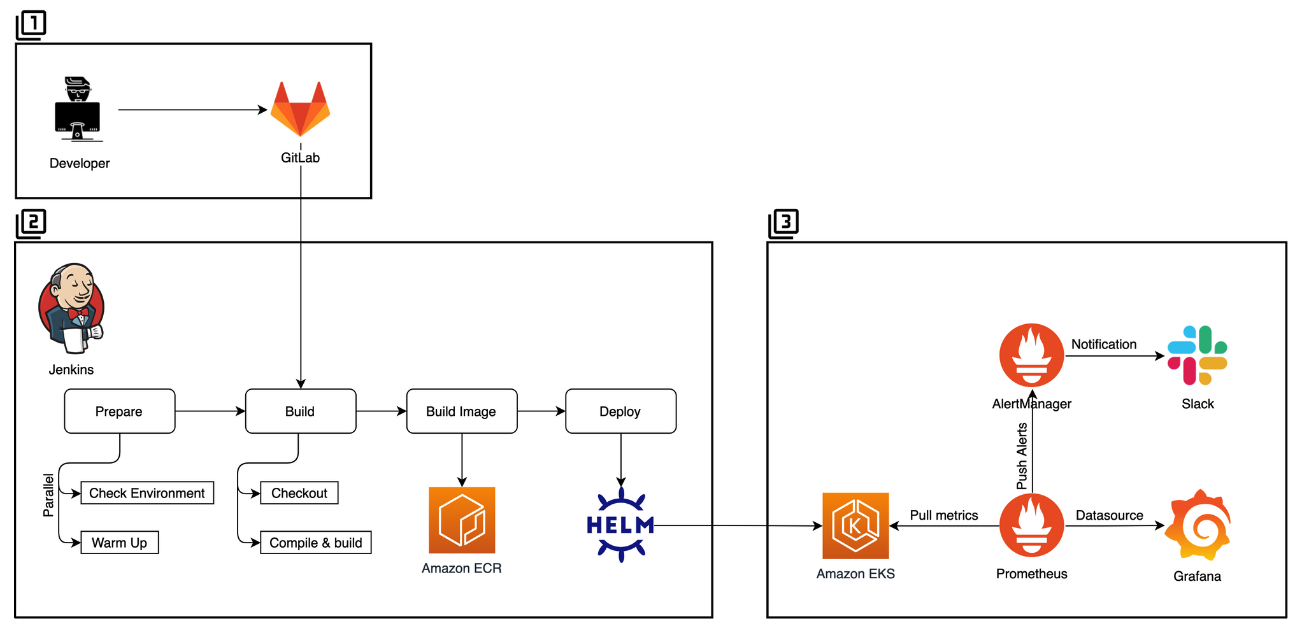 1
Developer
GitLab
2
Jenkins
Prepare
Build
Build Image
Deploy
Parallel
Check Environment
Warm Up
Checkout
Compile & build
Amazon ECR
HELM
3
AlertManager
Notification
Slack
Push Alerts
Amazon EKS
K
Pull metrics
Prometheus
Datasource
Grafana